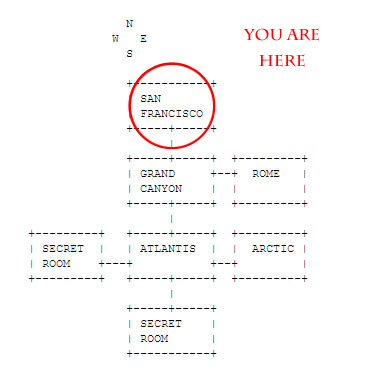 N
W E
S
YOU ARE
HERE
SAN
FRANCISCO
GRAND
CANYON
ROME
SECRET
ROOM
ATLANTIS
ARCTIC
SECRET
ROOM